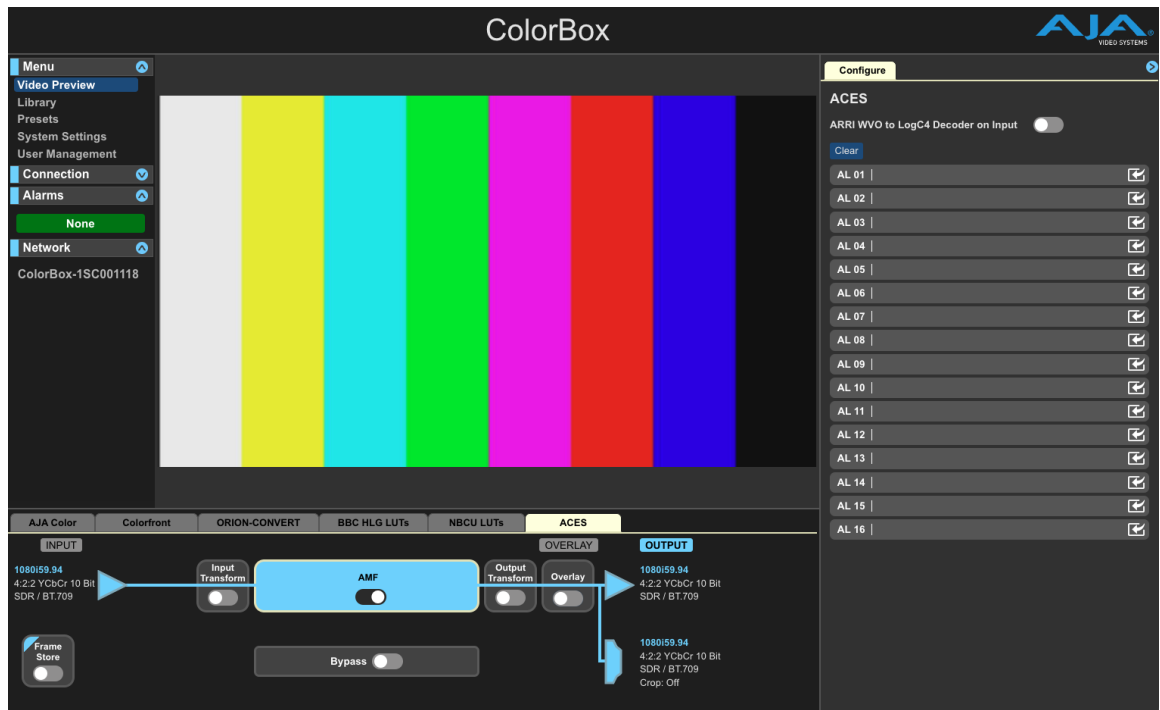 ColorBox
AJA
VIDEO SYSTEMS
Menu
Video Preview
Library
Presets
System Settings
User Management
Connection
Alarms
None
Network
ColorBox-1SC001118
Configure
ACES
ARRI WVO to LogC4 Decoder on Input
Clear
AL 01
AL 02
AL 03
AL 04
AL 05
AL 06
AL 07
AL 08
AL 09
AL 10
AL 11
AL 12
AL 13
AL 14
AL 15
AL 16
AJA Color Colorfront ORION-CONVERT BBC HLG LUTs NBCU LUTs ACES
INPUT
1080i59.94
4:2:2 YCbCr 10 Bit
SDR / BT.709
Input
Transform
AMF
Output
Transform
OVERLAY
Overlay
OUTPUT
1080i59.94
4:2:2 YCbCr 10 Bit
SDR / BT.709
Frame
Store
Bypass
1080i59.94
4:2:2 YCbCr 10 Bit
SDR / BT.709
Crop: Off